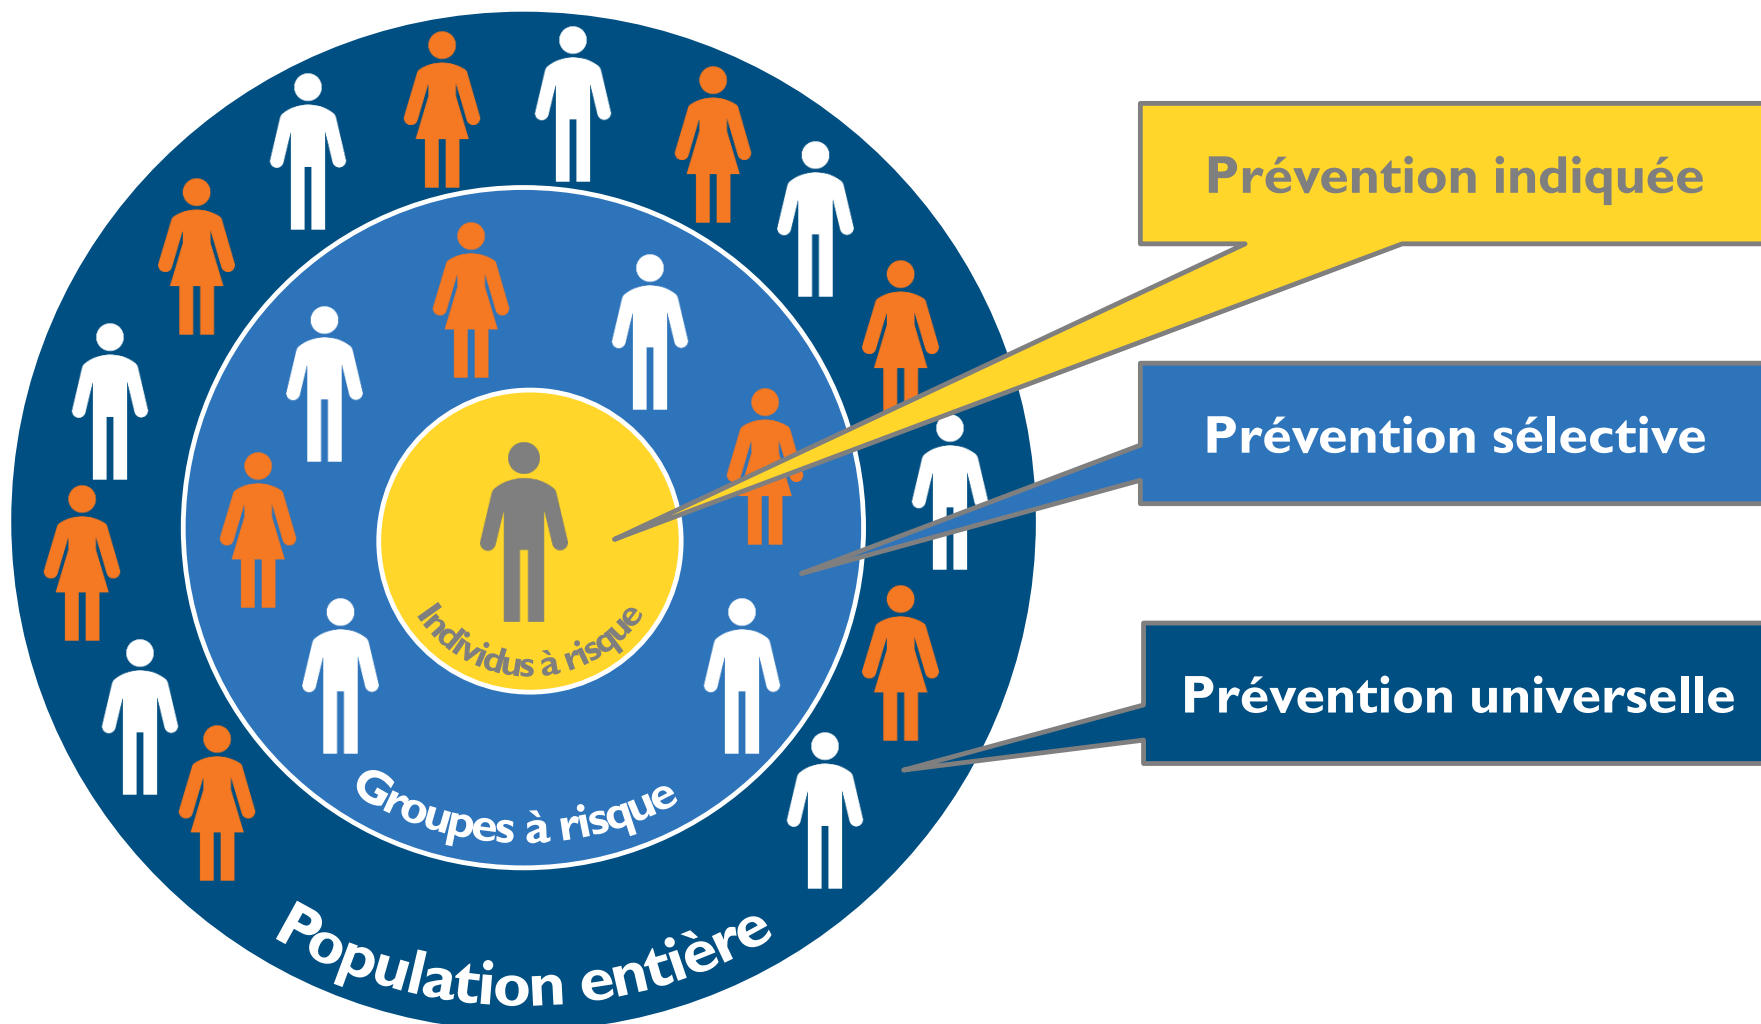 Prévention indiquée
Prévention sélective
Prévention universelle
Individus à risque
Groupes à risque
Population entière